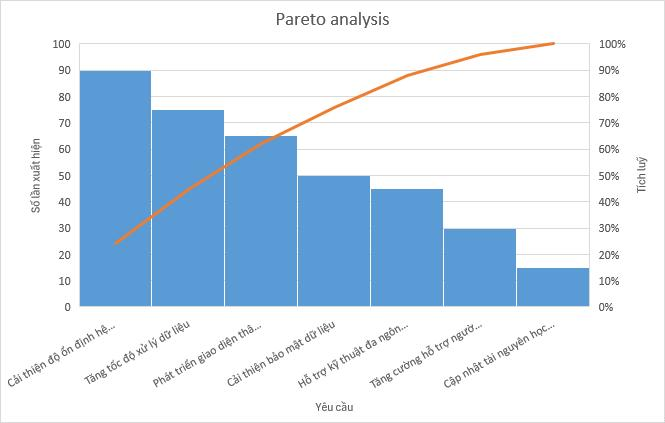 Pareto analysis
Số lần xuất hiện
100
90
80
70
60
50
40
30
20
10
0
100%
90%
80%
70%
60%
50%
40%
30%
20%
10%
0%
Tích luỹ
Cải thiện độ ổn định hệ...
Tăng tốc độ xử lý dữ liệu
Phát triển giao diện thâ...
Cải thiện bảo mật dữ liệu
Hỗ trợ kỹ thuật đa ngôn...
Tăng cường hỗ trợ ngườ...
Cập nhật tài nguyên học...
Yêu cầu